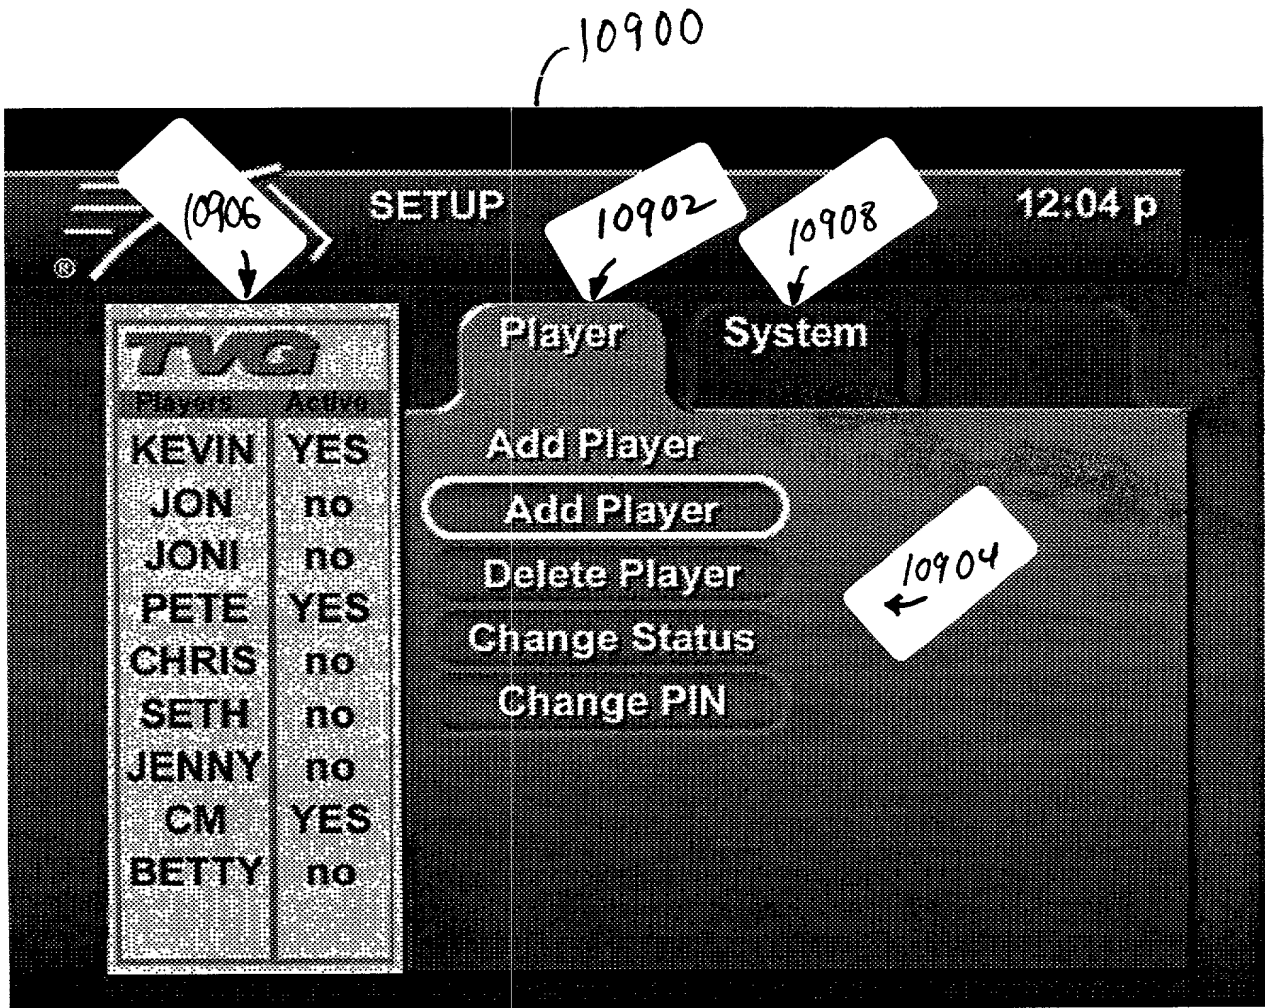 10900
10906
SETUP
10902
10908
12:04 p
®
Player
System
TVG
Players Active
KEVIN YES
JON no
JONI no
PETE YES
CHRIS no
SETH no
JENNY no
CM YES
BETTY no
Add Player
Add Player
Delete Player
Change Status
Change PIN
10904